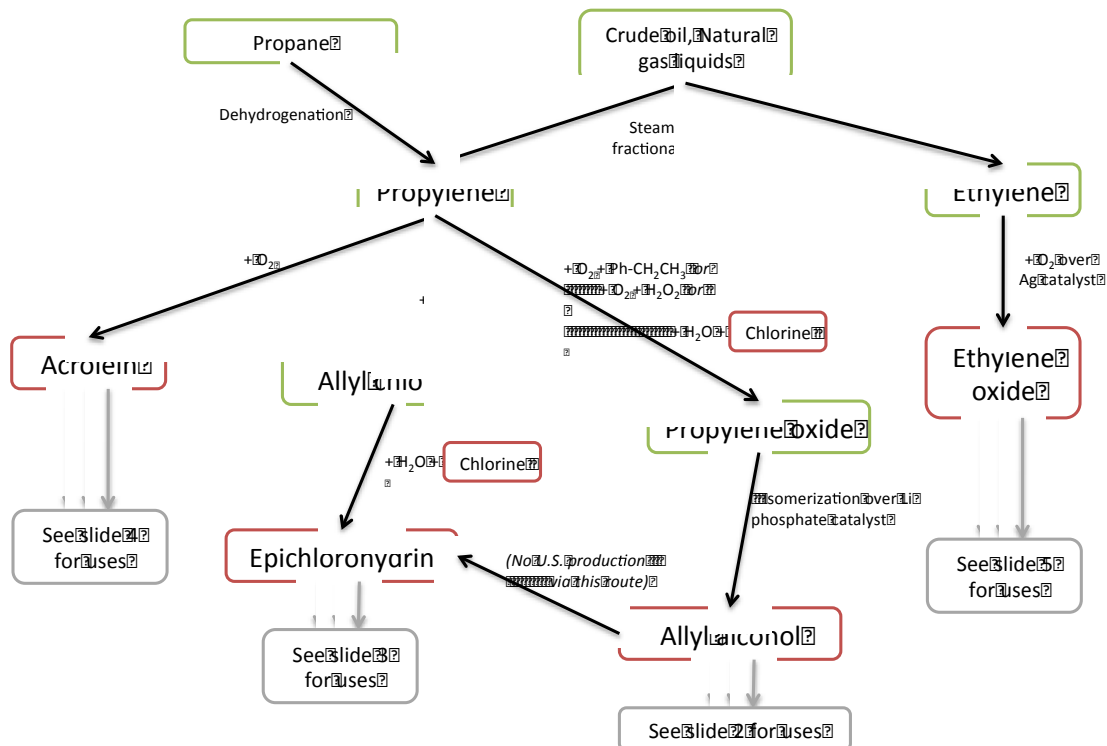 Propane
Crude oil, Natural
gas liquids
Dehydrogenation
Steam
fractiona
Propylene
Ethylene
+ O₂
+
+ O₂ + Ph-CH₂CH₃ or
+ O₂ + H₂O₂ or
+ H₂O +
Chlorine
+ O₂ over
Ag catalyst
Acrolein
Allyl chlo
Ethylene
oxide
Propylene oxide
+ H₂O +
Chlorine
Isomerization over Li
phosphate catalyst
See slide 4
for uses
Epichlorohydrin
(No U.S. production
via this route)
See slide 5
for uses
Allyl alcohol
See slide 3
for uses
See slide 2 for uses